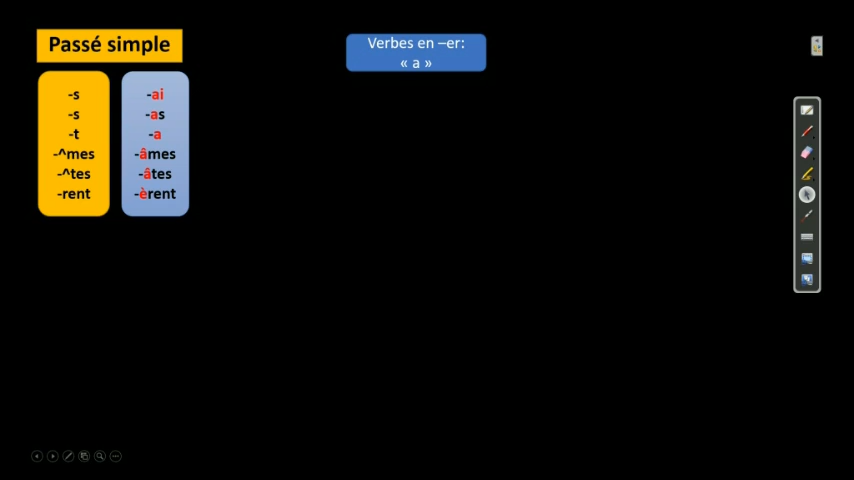 Passé simple
Verbes en –er:
« a »
-s
-s
-t
-^mes
-^tes
-rent
-ai
-as
-a
-âmes
-âtes
-èrent